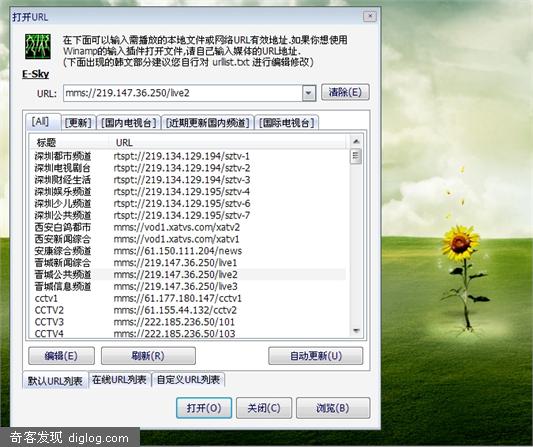 打开URL
在下面可以输入需播放的本地文件或网络URL有效地址.如果你想使用
Winamp的输入插件打开文件,请自己输入媒体的URL地址.
(下面出现的韩文部分建议您自行对 urllist.txt 进行编辑修改)
E-Sky
URL: mms://219.147.36.250/live2 清除(E)
[All] [更新] [国内电视台] [近期更新国内频道] [国际电视台]
标题 URL
深圳都市频道 rtspt://219.134.129.194/sztv-1
深圳电视剧台 rtspt://219.134.129.194/sztv-2
深圳财经生活 rtspt://219.134.129.194/sztv-3
深圳娱乐频道 rtspt://219.134.129.195/sztv-4
深圳少儿频道 rtspt://219.134.129.195/sztv-6
深圳公共频道 rtspt://219.134.129.195/sztv-7
西安白鸽都市 mms://vod1.xatvs.com/xatv2
西安新闻综合 mms://vod1.xatvs.com/xatv1
安康综合频道 mms://61.150.111.204/news
晋城新闻综合 mms://219.147.36.250/live1
晋城公共频道 mms://219.147.36.250/live2
晋城信息频道 mms://219.147.36.250/live3
cctv1 mms://61.177.180.147/cctv1
CCTV2 mms://61.155.44.132/cctv2
CCTV3 mms://222.185.236.50/101
CCTV4 mms://222.185.236.50/103
编辑(E) 刷新(R) 自动更新(U)
默认URL列表 在线URL列表 自定义URL列表
打开(O) 关闭(C) 浏览(B)
奇客发现 diglog.com